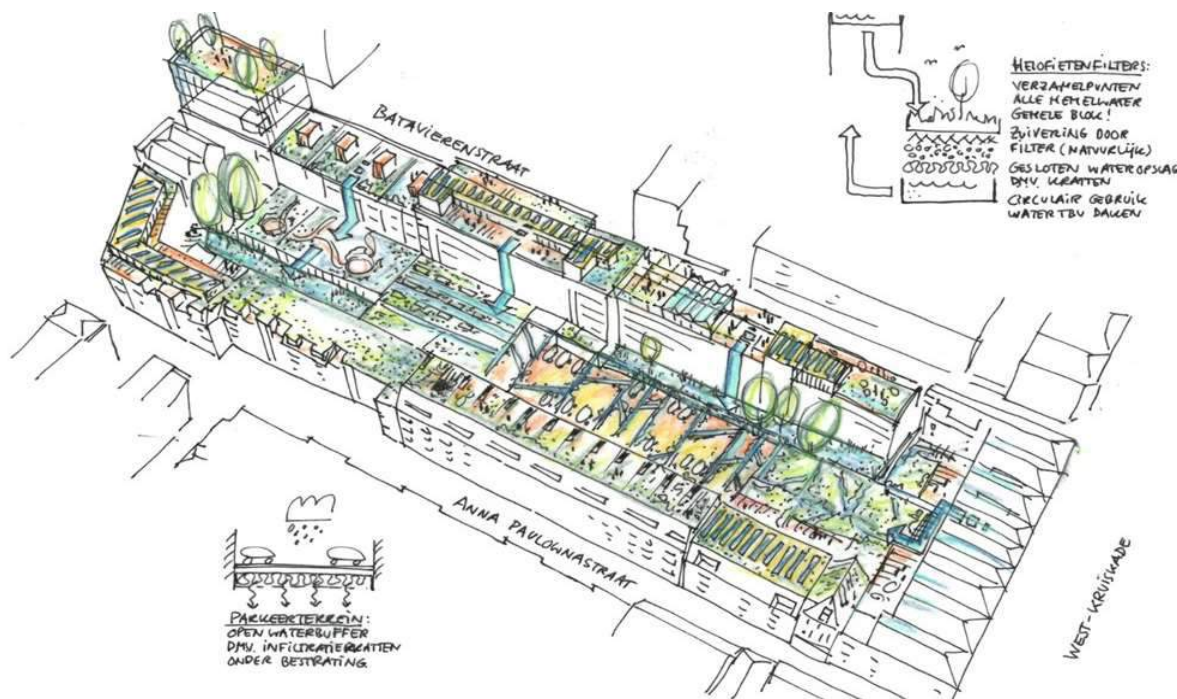 BATAVIERENSTRAAT
HELOFIETENFILTERS:
VERZAMELPUNTEN
ALLE HEMELWATER
GEHELE BLOK!
ZUIVERING DOOR
FILTER (NATUURLIJK)
GESLOTEN WATEROPSLAG
DMV. KRATTEN
CIRCULAIR GEBRUIK
WATER TBV DAKEN
ANNA PAULOWNASTRAAT
WEST-KRUISKADE
PARKEERTERREIN:
OPEN WATERBUFFER
DMV. INFILTRATIEKRATTEN
ONDER BESTRATING